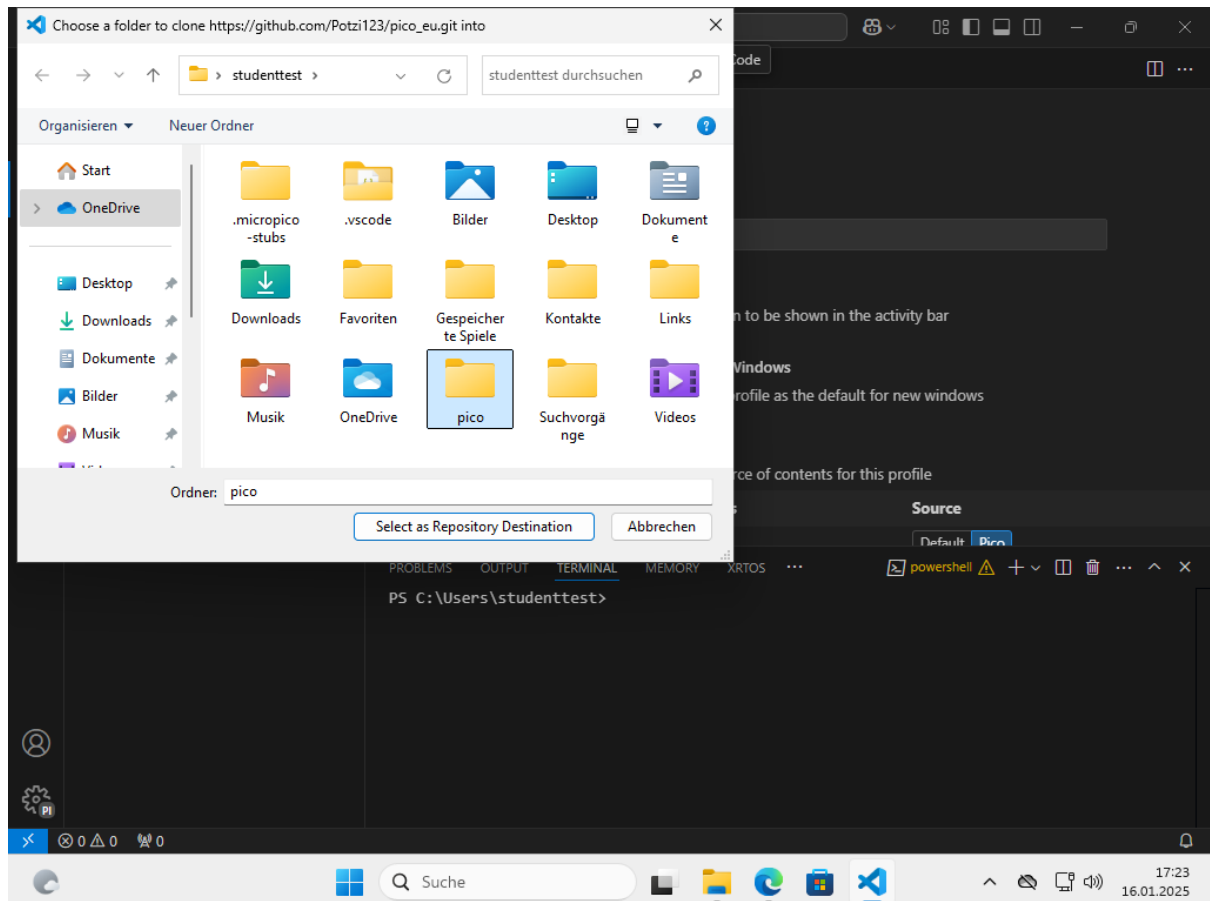 Choose a folder to clone https://github.com/Potzi123/pico_eu.git into
studenttest
studenttest durchsuchen
Code
Organisieren
Neuer Ordner
Start
OneDrive
Desktop
Downloads
Dokumente
Bilder
Musik
.micropico
-stubs
.vscode
Bilder
Desktop
Dokument
e
Downloads
Favoriten
Gespeicher
te Spiele
Kontakte
Links
Musik
OneDrive
pico
Suchvorgä
nge
Videos
Ordner: pico
Select as Repository Destination
Abbrechen
n to be shown in the activity bar
Windows
rofile as the default for new windows
rce of contents for this profile
s
Source
Default Pico
PROBLEMS OUTPUT TERMINAL MEMORY XRTOS
powershell
PS C:\Users\studenttest>
PI
0 0 0
Suche
17:23
16.01.2025